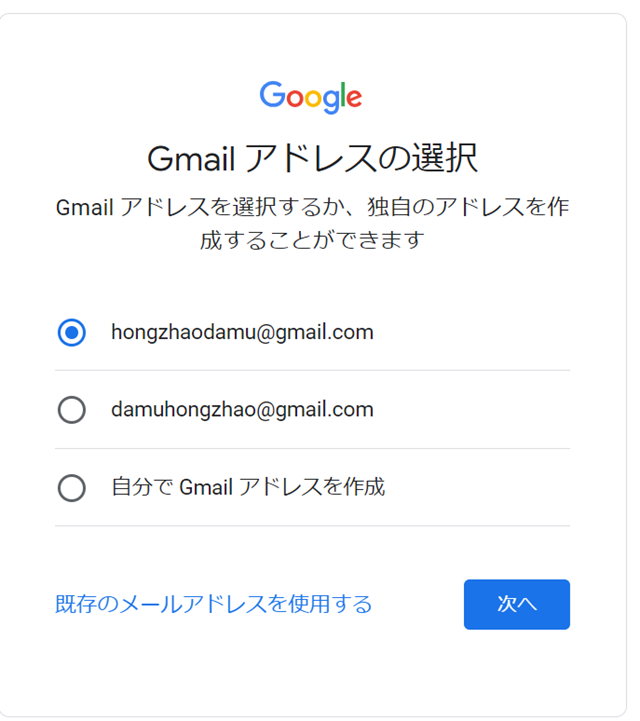 Google
Gmail アドレスの選択
Gmail アドレスを選択するか、独自のアドレスを作
成することができます
hongzhaodamu@gmail.com
damuhongzhao@gmail.com
自分で Gmail アドレスを作成
既存のメールアドレスを使用する
次へ